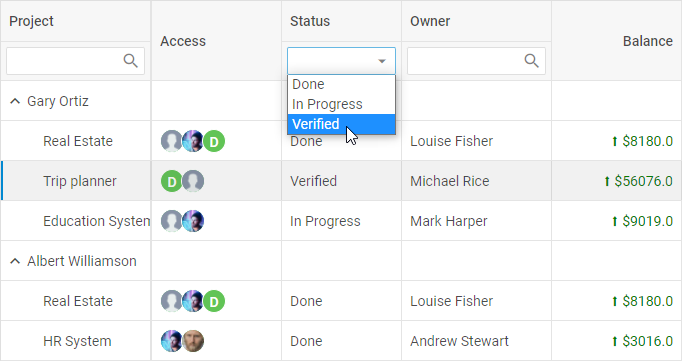 Project Access Status Owner Balance
Done
In Progress
Verified
Gary Ortiz
Real Estate D Done Louise Fisher $8180.0
Trip planner D Verified Michael Rice $56076.0
Education System In Progress Mark Harper $9019.0
Albert Williamson
Real Estate D Done Louise Fisher $8180.0
HR System Done Andrew Stewart $3016.0